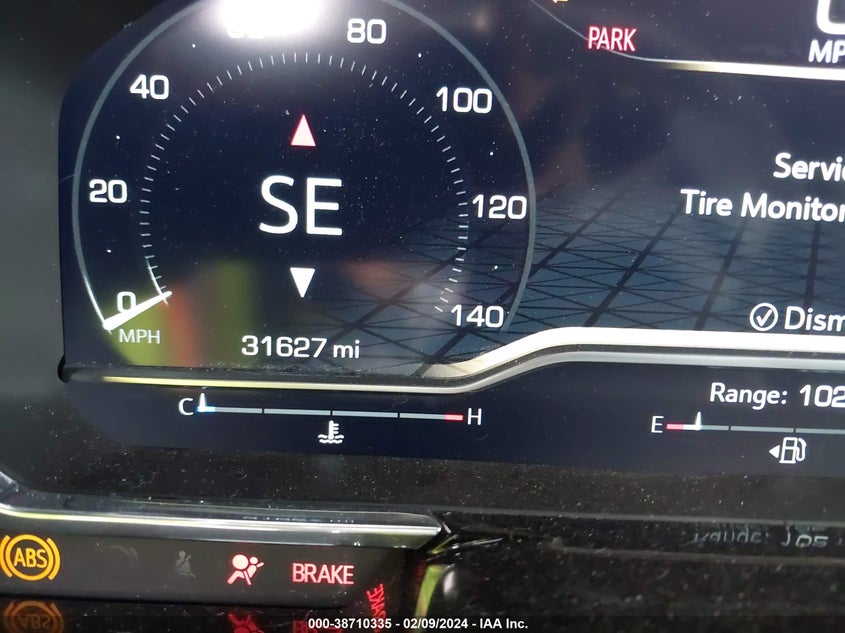 80
PARK
MP
40
100
Servi
20
SE
120
Tire Monitor
0
140
MPH
Dism
31627 mi
Range: 102
C
H
E
ABS
BRAKE
000-38710335 - 02/09/2024 - IAA Inc.